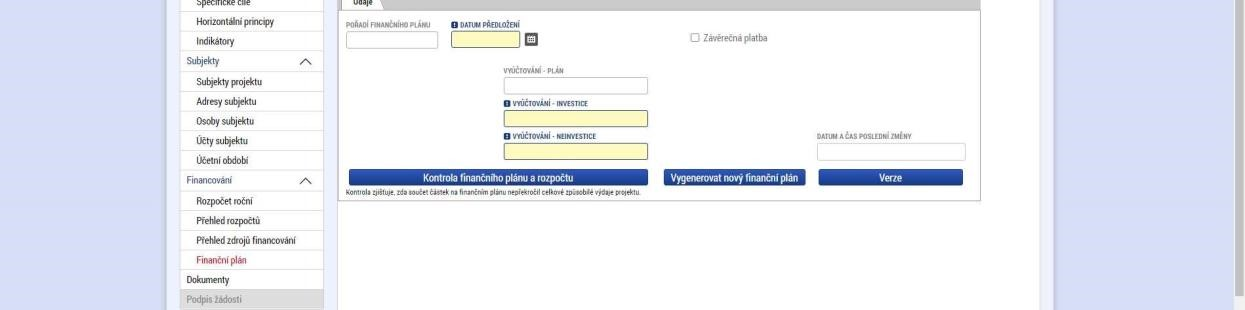 Specifické cíle
Horizontální principy
Indikátory
Subjekty
Subjekty projektu
Adresy subjektu
Osoby subjektu
Účty subjektu
Účetní období
Financování
Rozpočet roční
Přehled rozpočtů
Přehled zdrojů financování
Finanční plán
Dokumenty
Podpis žádosti
Údaje
POŘADÍ FINANČNÍHO PLÁNU
DATUM PŘEDLOŽENÍ
Závěrečná platba
VYÚČTOVÁNÍ - PLÁN
VYÚČTOVÁNÍ - INVESTICE
VYÚČTOVÁNÍ - NEINVESTICE
DATUM A ČAS POSLEDNÍ ZMĚNY
Kontrola finančního plánu a rozpočtu
Vygenerovat nový finanční plán
Verze
Kontrola zjišťuje, zda součet částek na finančním plánu nepřekročil celkové způsobilé výdaje projektu.